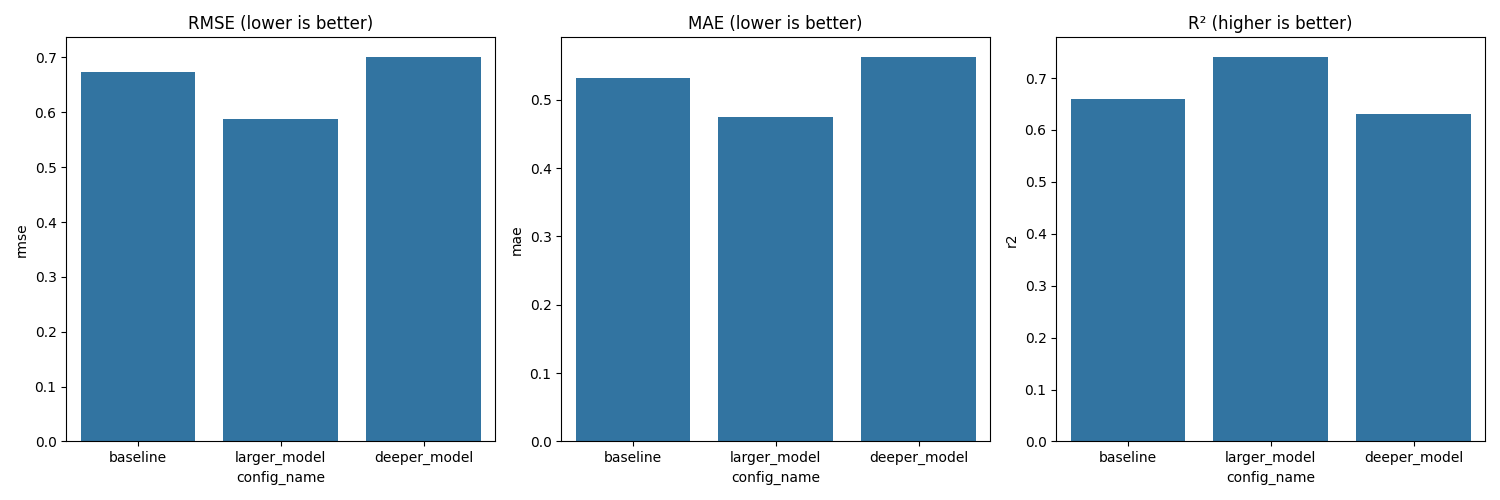 RMSE (lower is better)
rmse
0.7
0.6
0.5
0.4
0.3
0.2
0.1
0.0
baseline
larger_model
deeper_model
config_name
MAE (lower is better)
mae
0.5
0.4
0.3
0.2
0.1
0.0
baseline
larger_model
deeper_model
config_name
R² (higher is better)
r2
0.7
0.6
0.5
0.4
0.3
0.2
0.1
0.0
baseline
larger_model
deeper_model
config_name